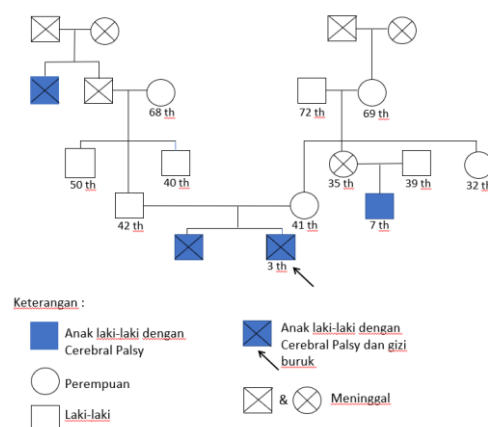 68 th
72 th
69 th
50 th
40 th
35 th
39 th
32 th
42 th
41 th
7 th
3 th
Keterangan :
Anak laki-laki dengan
Cerebral Palsy
Perempuan
Laki-laki
Anak laki-laki dengan
Cerebral Palsy dan gizi
buruk
& Meninggal